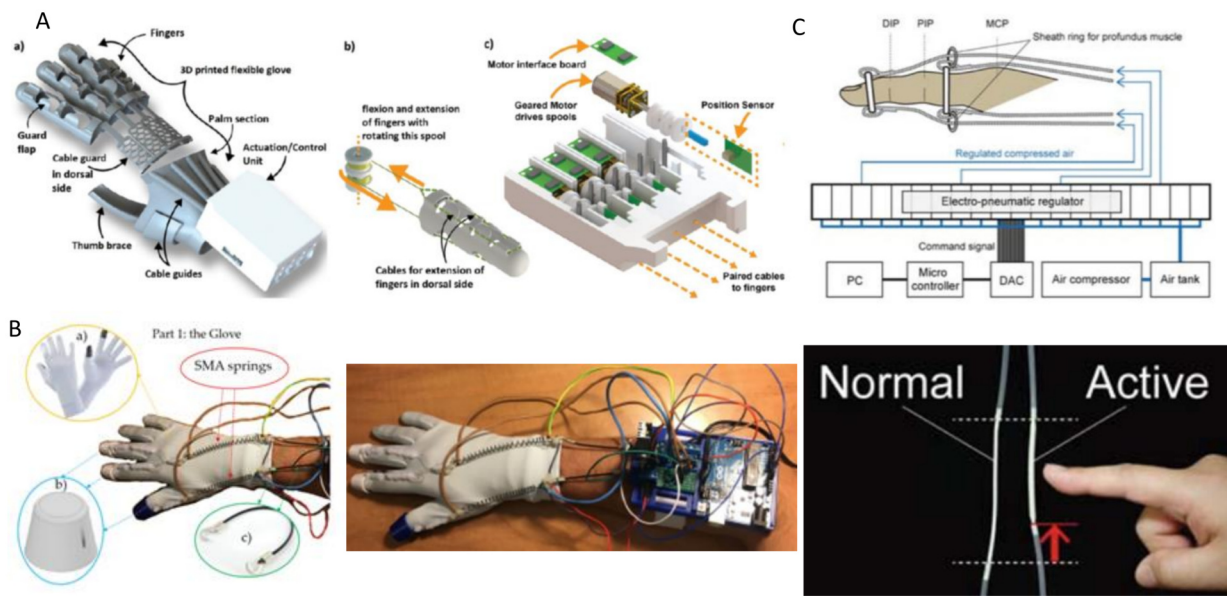 A
a)
Fingers
3D printed flexible glove
Guard
flap
Cable guard
in dorsal
side
Palm section
Actuation/Control
Unit
Thumb brace
Cable guides
b)
flexion and extension
of fingers with
rotating this spool
Cables for extension of
fingers in dorsal side
c)
Motor interface board
Geared Motor
drives spools
Position Sensor
Paired cables
to fingers
C
DIP
PIP
MCP
Sheath ring for profundus muscle
Regulated compressed air
Electro-pneumatic regulator
Command signal
PC
Micro
controller
DAC
Air compressor
Air tank
B
a)
Part 1: the Glove
SMA springs
b)
c)
Normal
Active